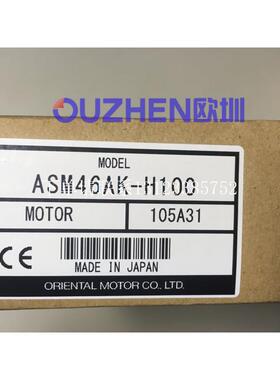 OUZHEN欧圳
MODEL
ASM46AK-H100
MOTOR 105A31
CE
MADE IN JAPAN
ORIENTAL MOTOR CO., LTD.